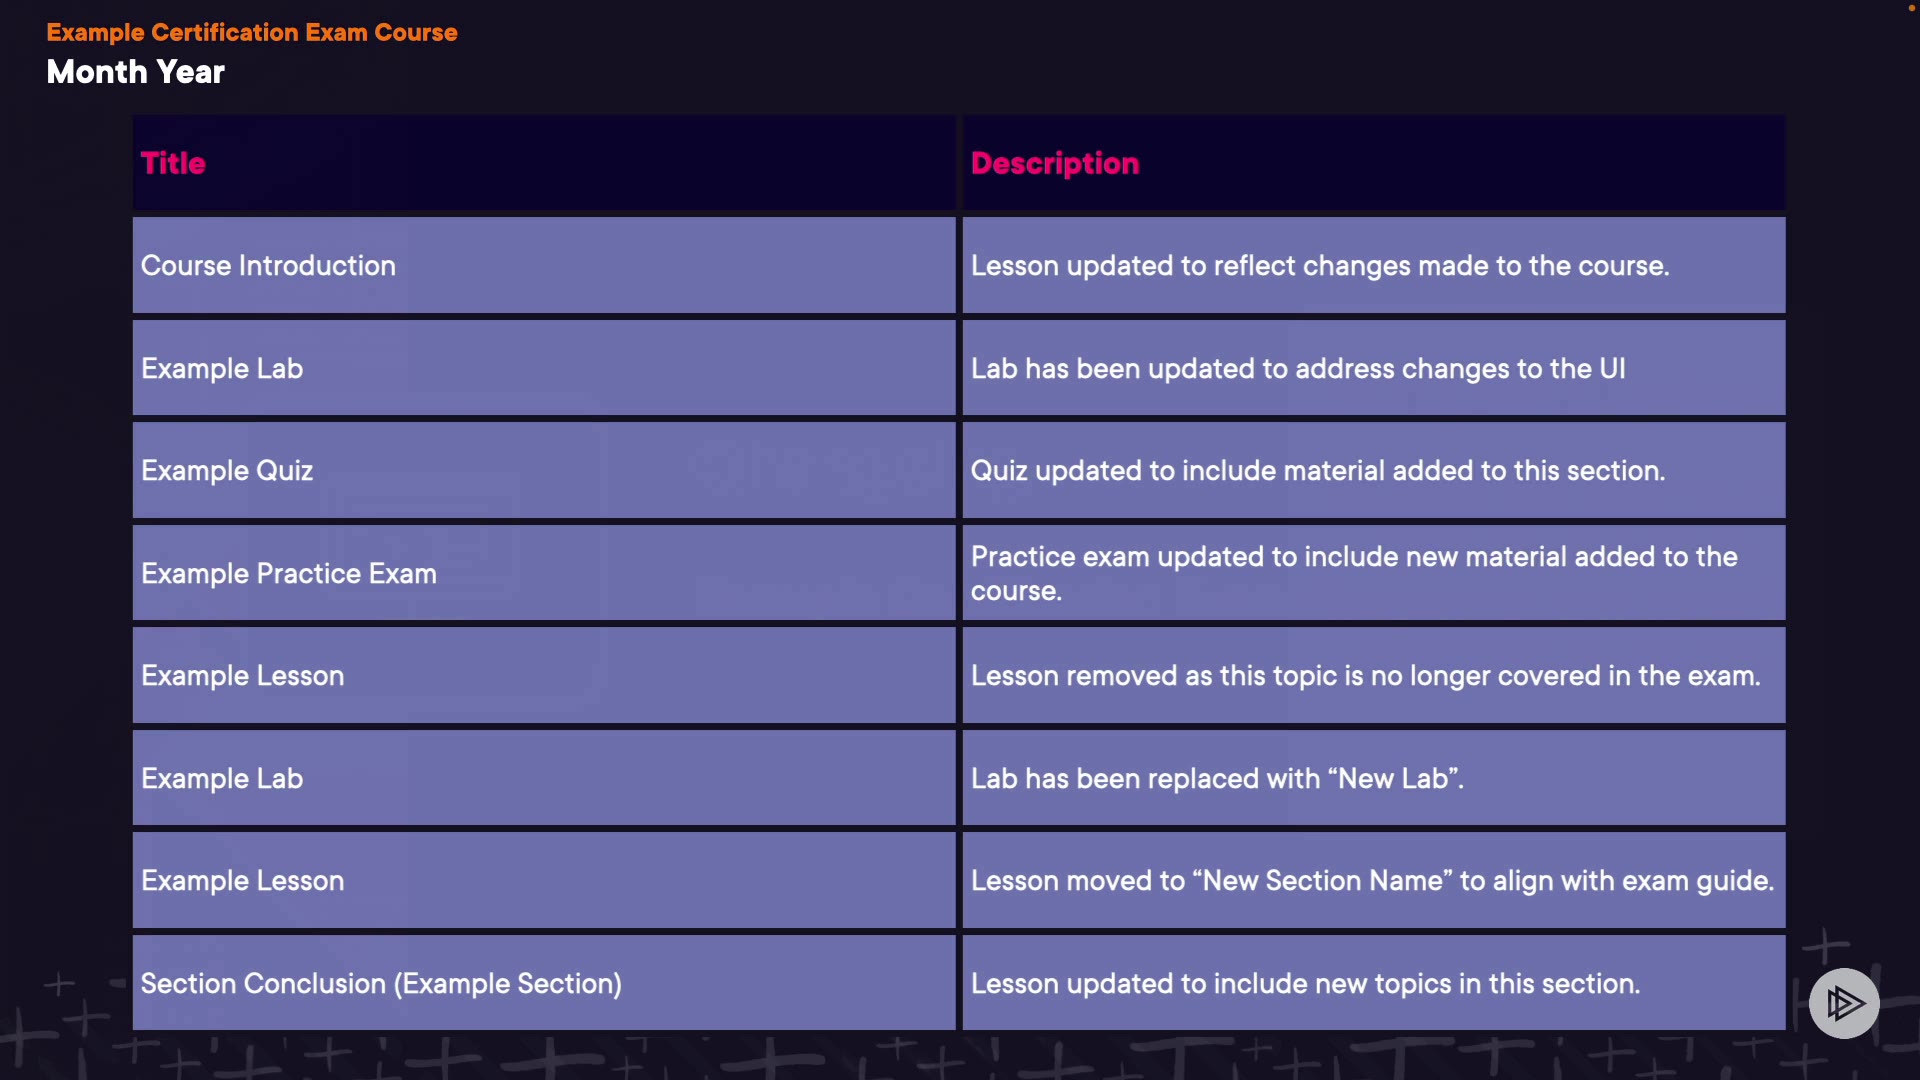 Example Certification Exam Course
Month Year
Title
Description
Course Introduction
Lesson updated to reflect changes made to the course.
Example Lab
Lab has been updated to address changes to the UI
Example Quiz
Quiz updated to include material added to this section.
Example Practice Exam
Practice exam updated to include new material added to the
course.
Example Lesson
Lesson removed as this topic is no longer covered in the exam.
Example Lab
Lab has been replaced with “New Lab”.
Example Lesson
Lesson moved to “New Section Name” to align with exam guide.
Section Conclusion (Example Section)
Lesson updated to include new topics in this section.